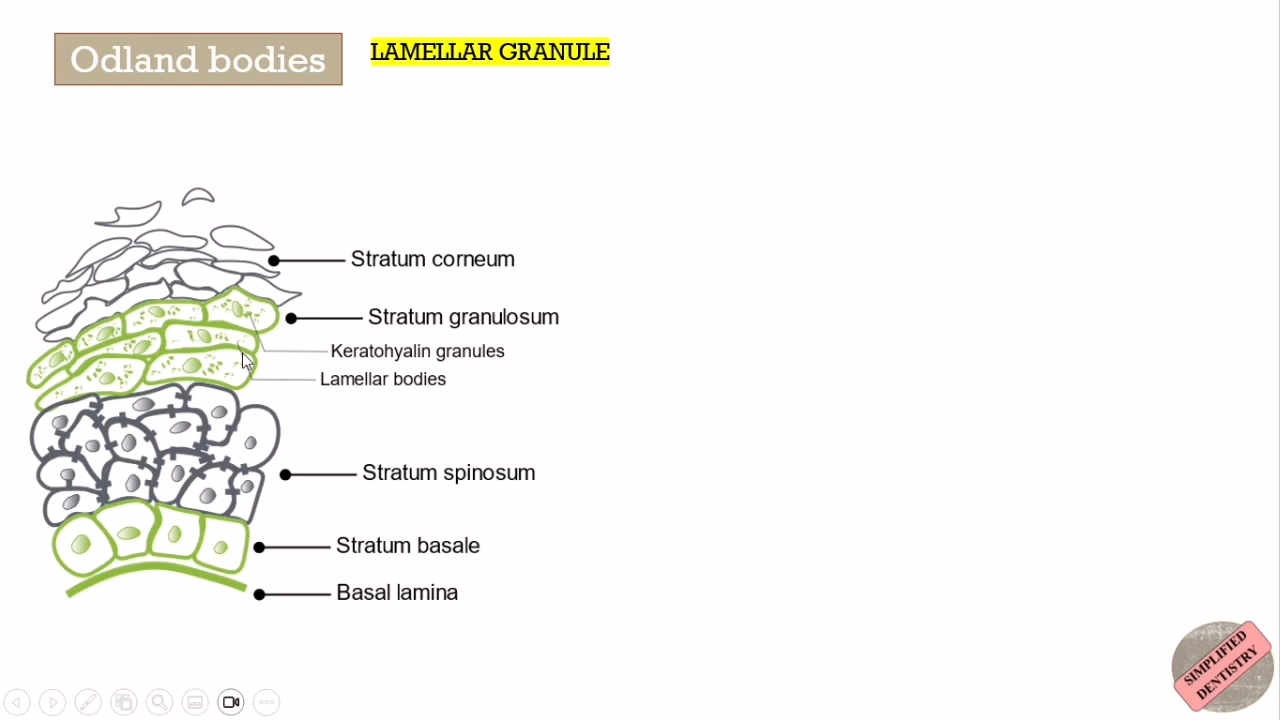 Odland bodies
LAMELLAR GRANULE
Stratum corneum
Stratum granulosum
Keratohyalin granules
Lamellar bodies
Stratum spinosum
Stratum basale
Basal lamina
SIMPLIFIED
DENTISTRY